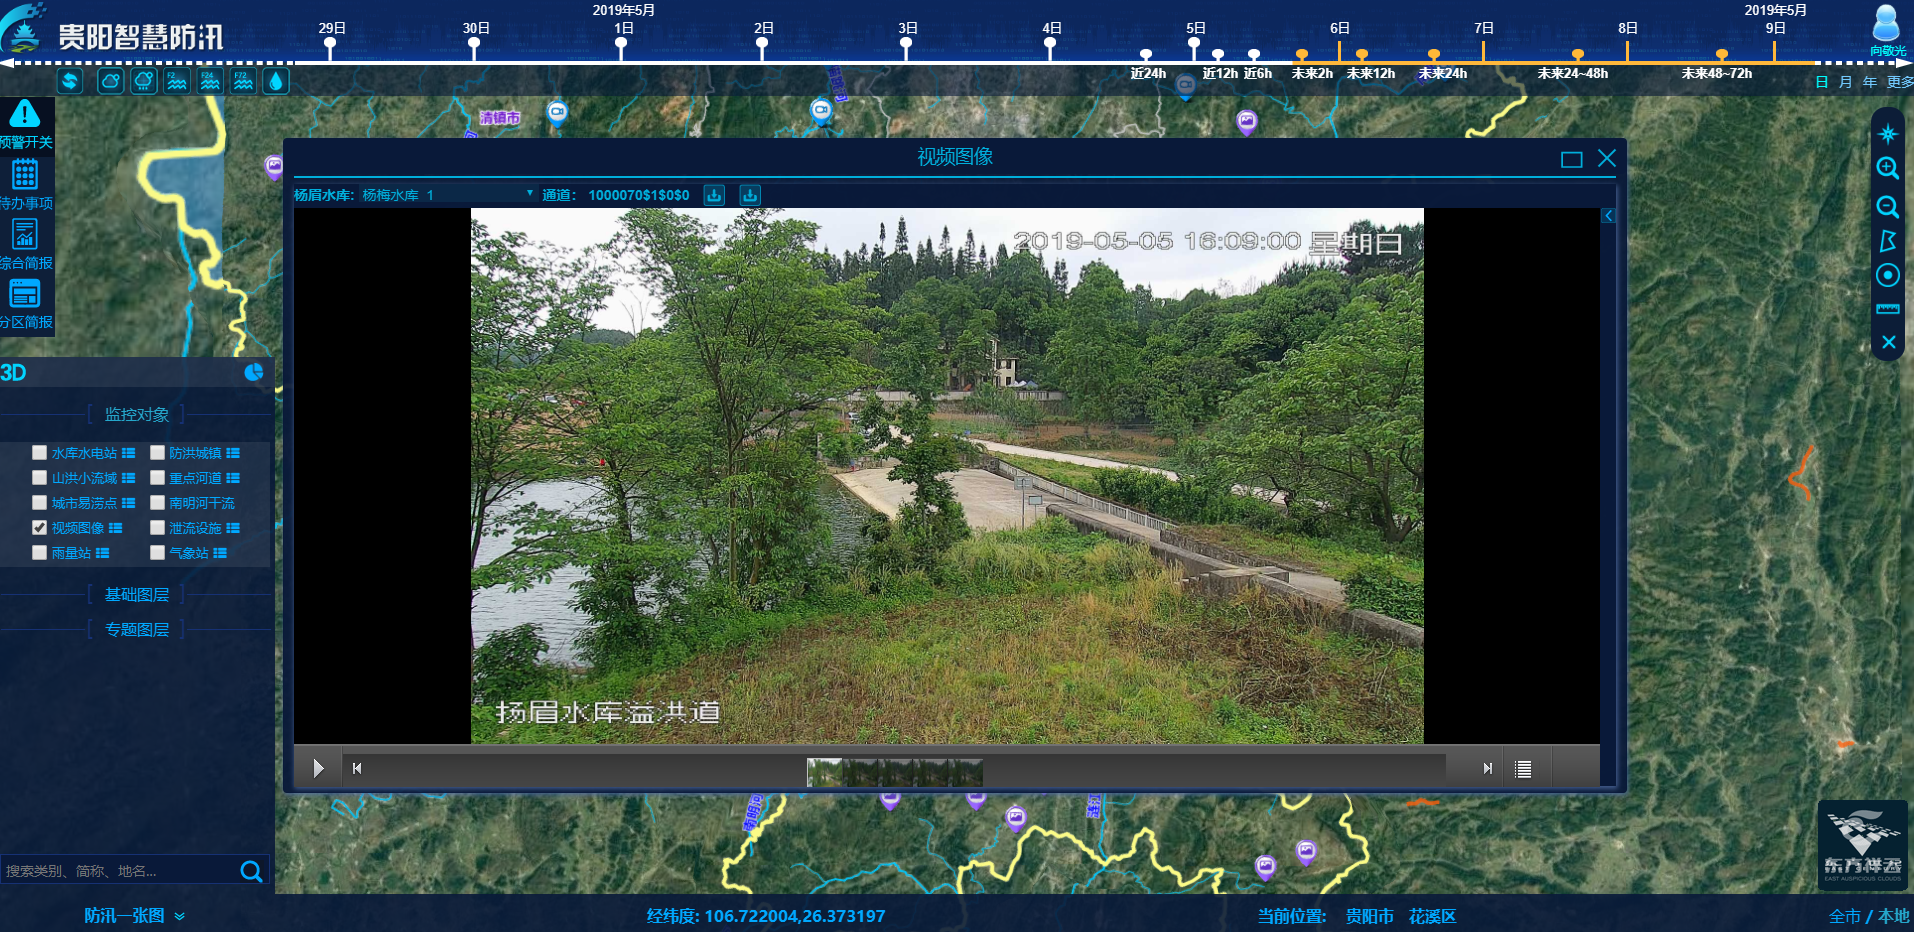 贵阳智慧防汛
2019年5月
2019年5月
29日 30日 1日 2日 3日 4日 5日 6日 7日 8日 9日
近24h 近12h 近6h 未来2h 未来12h 未来24h 未来24~48h 未来48~72h
向敬光
日 月 年 更多
F2 F24 F72
清镇市
预警开关
待办事项
综合简报
分区简报
视频图像
杨眉水库: 杨梅水库 1 通道: 1000070$1$0$0
2019-05-05 16:09:00 星期日
扬眉水库溢洪道
3D
监控对象
水库水电站 防洪城镇
山洪小流域 重点河道
城市易涝点 南明河干流
视频图像 泄流设施
雨量站 气象站
基础图层
专题图层
南明河
搜索类别、简称、地名...
东方祥云
EAST AUSPICIOUS CLOUDS
防汛一张图 经纬度: 106.722004,26.373197 当前位置: 贵阳市 花溪区 全市 / 本地